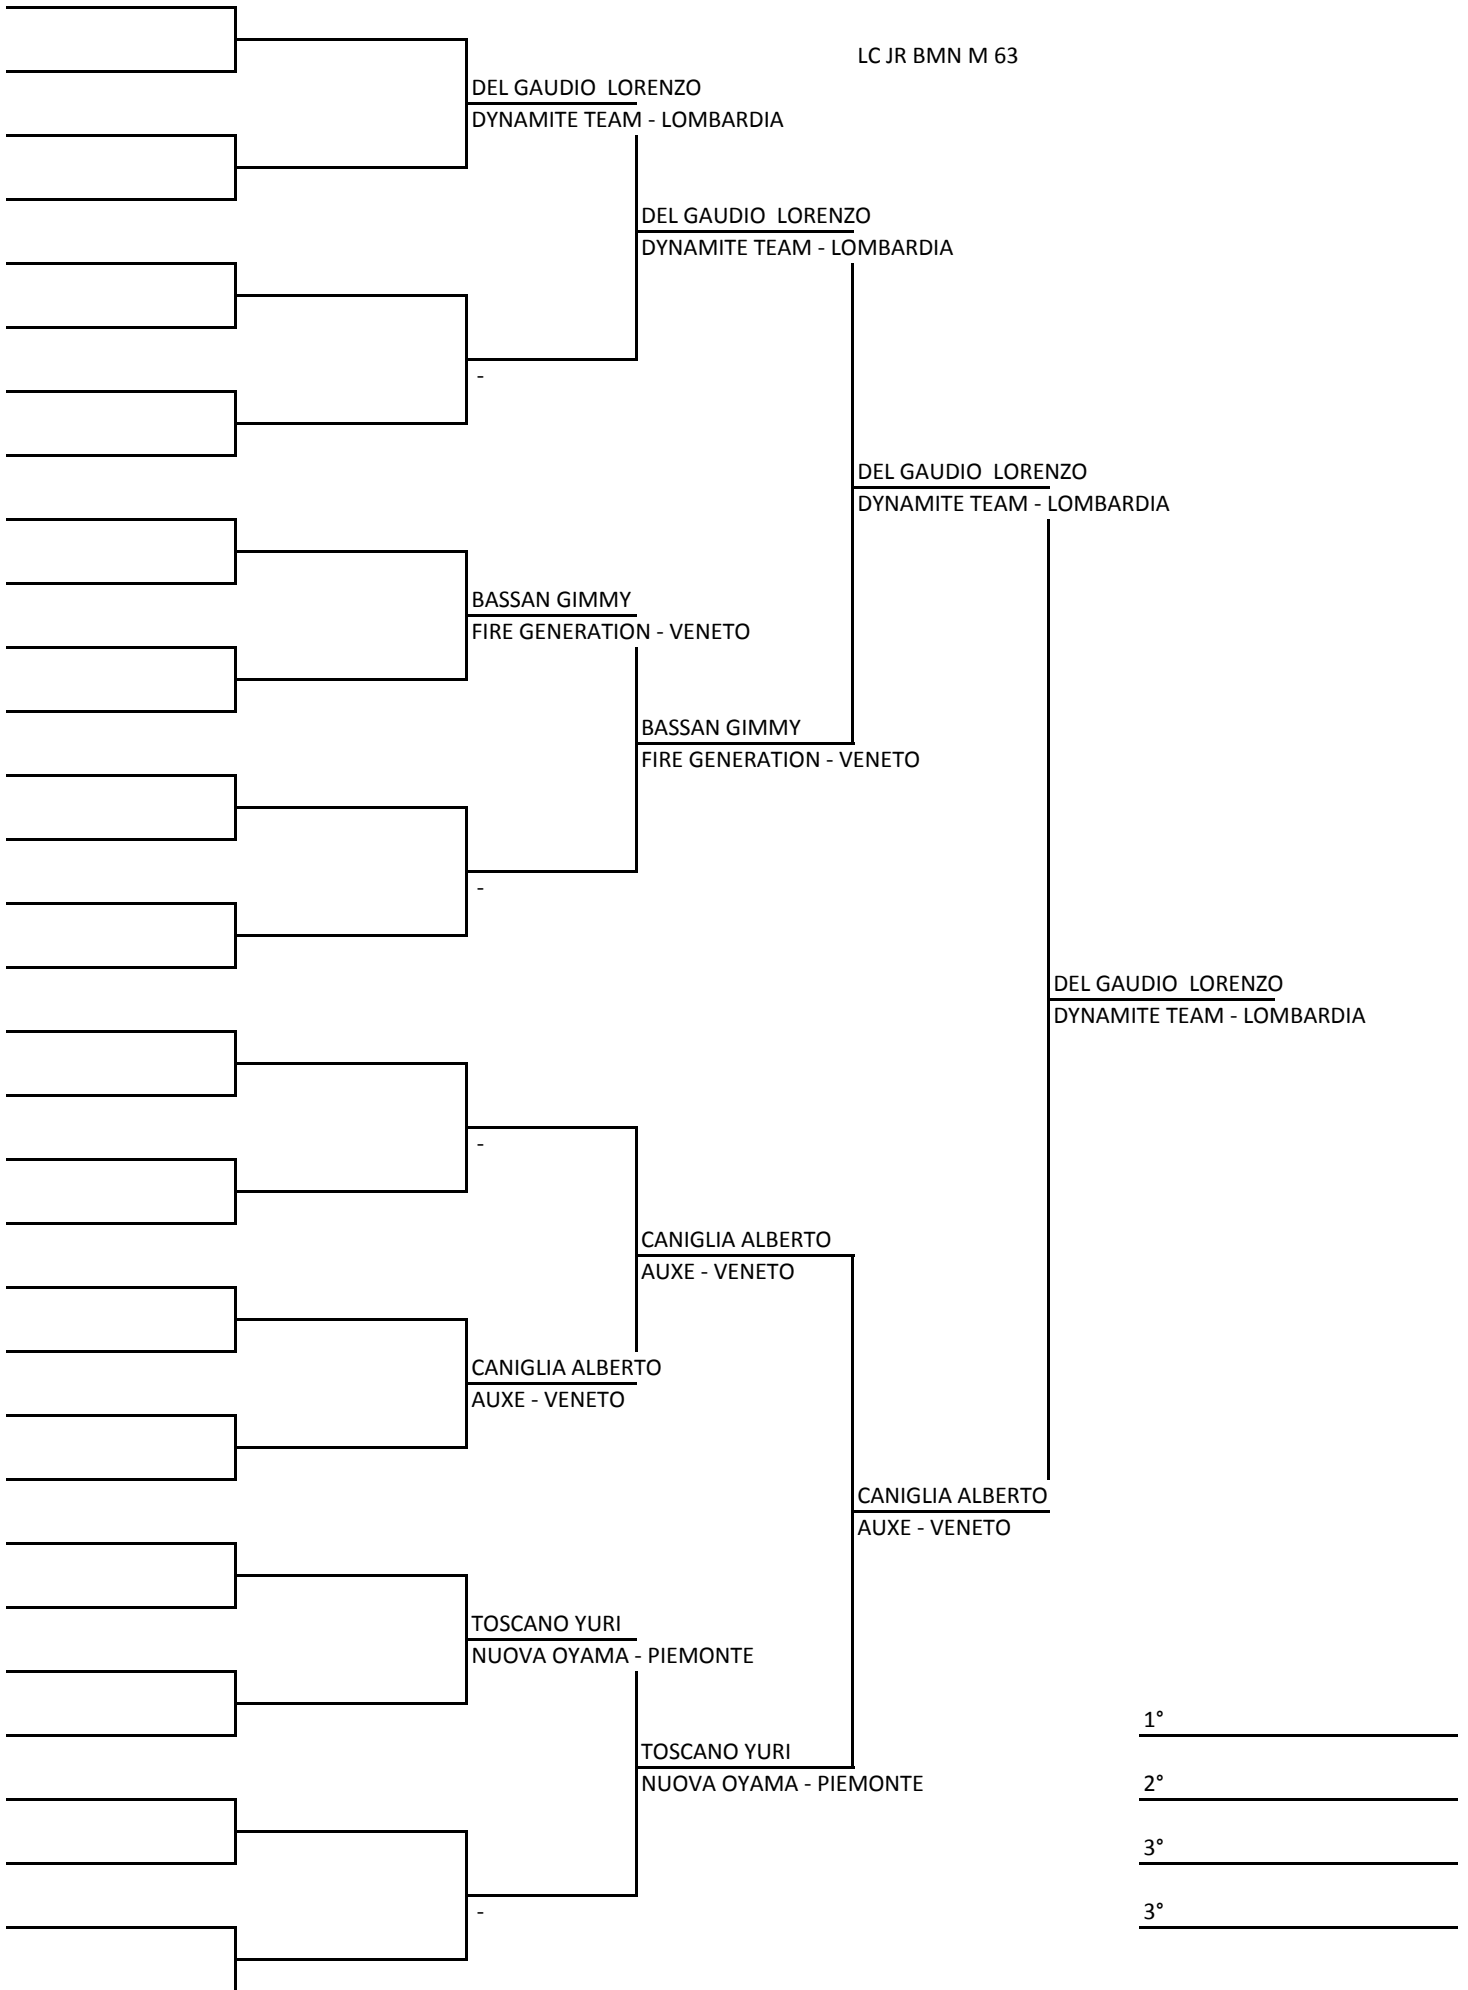 LC JR BMN M 63
DEL GAUDIO  LORENZO
DYNAMITE TEAM - LOMBARDIA
DEL GAUDIO  LORENZO
DYNAMITE TEAM - LOMBARDIA
-
DEL GAUDIO  LORENZO
DYNAMITE TEAM - LOMBARDIA
BASSAN GIMMY
FIRE GENERATION - VENETO
BASSAN GIMMY
FIRE GENERATION - VENETO
-
DEL GAUDIO  LORENZO
DYNAMITE TEAM - LOMBARDIA
-
CANIGLIA ALBERTO
AUXE - VENETO
CANIGLIA ALBERTO
AUXE - VENETO
CANIGLIA ALBERTO
AUXE - VENETO
TOSCANO YURI
NUOVA OYAMA - PIEMONTE
1°
TOSCANO YURI
NUOVA OYAMA - PIEMONTE
2°
3°
-
3°